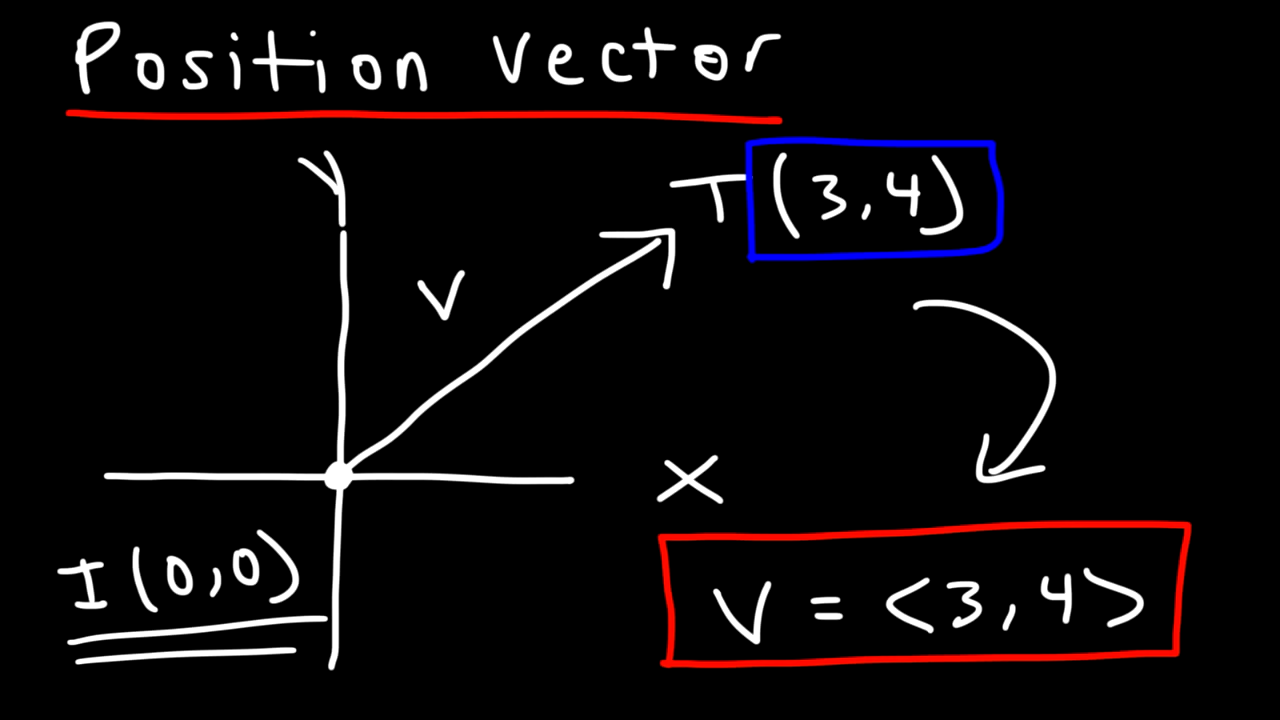 Position Vector
y
T (3,4)
V
x
I (0,0)
V = <3,4>